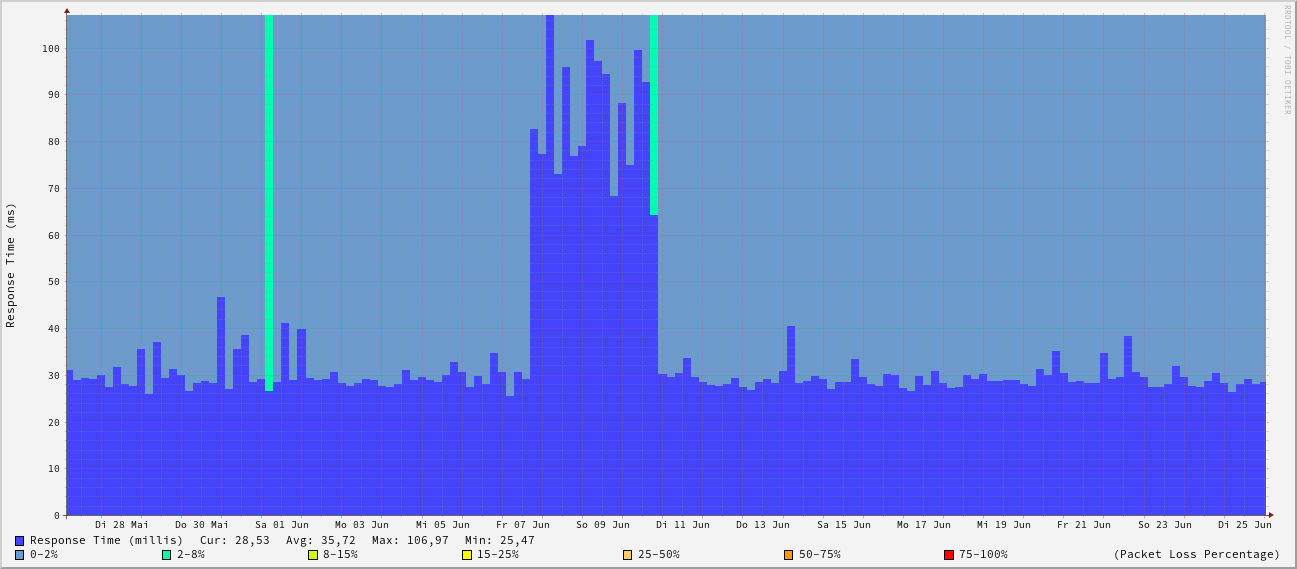 RRDTOOL / TOBI OETIKER
Response Time (ms)
100
90
80
70
60
50
40
30
20
10
0
Di 28 Mai Do 30 Mai Sa 01 Jun Mo 03 Jun Mi 05 Jun Fr 07 Jun So 09 Jun Di 11 Jun Do 13 Jun Sa 15 Jun Mo 17 Jun Mi 19 Jun Fr 21 Jun So 23 Jun Di 25 Jun
Response Time (millis) Cur: 28,53 Avg: 35,72 Max: 106,97 Min: 25,47
0-2% 2-8% 8-15% 15-25% 25-50% 50-75% 75-100% (Packet Loss Percentage)